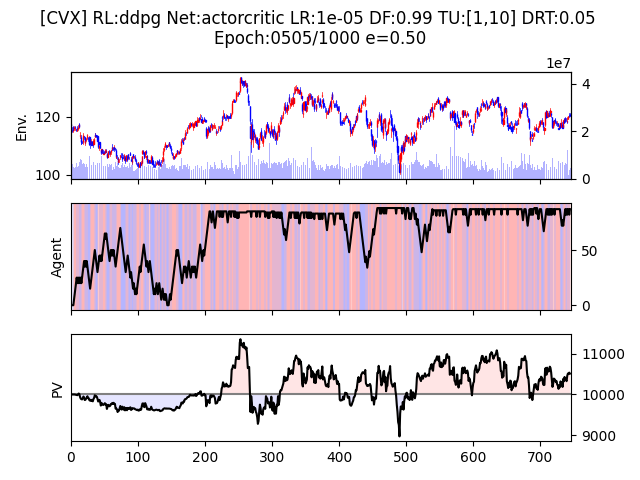 [CVX] RL:ddpg Net:actorcritic LR:1e-05 DF:0.99 TU:[1,10] DRT:0.05
Epoch:0505/1000 e=0.50
1e7
Env.
120
100
4
2
0
Agent
50
0
PV
11000
10000
9000
0 100 200 300 400 500 600 700